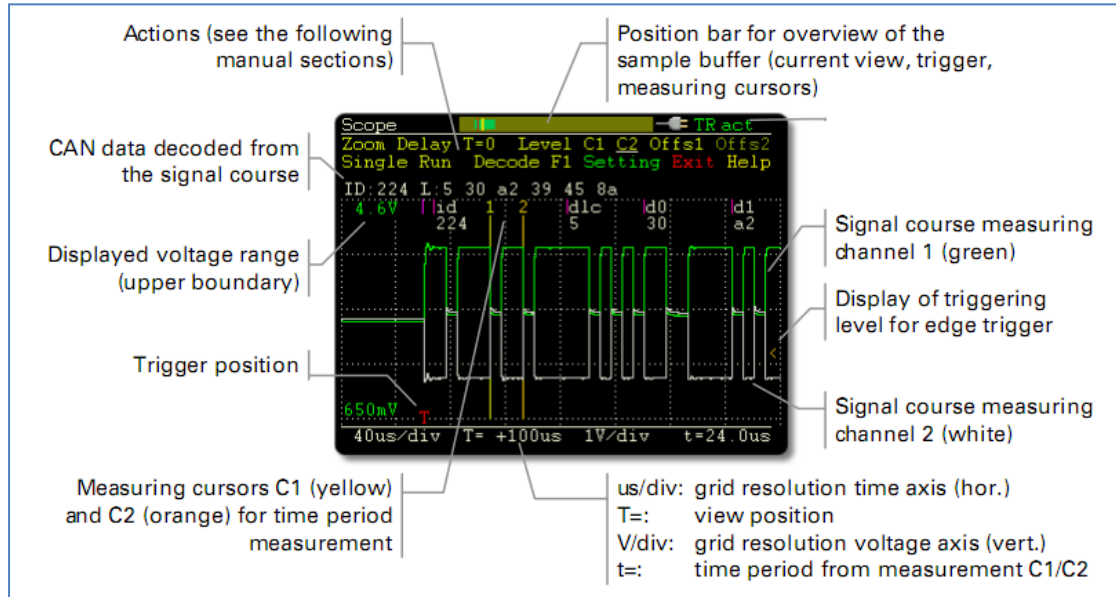 Actions (see the following
manual sections)
Position bar for overview of the
sample buffer (current view, trigger,
measuring cursors)
CAN data decoded from
the signal course
Displayed voltage range
(upper boundary)
Trigger position
Measuring cursors C1 (yellow)
and C2 (orange) for time period
measurement
Scope TR act
Zoom Delay T=0 Level C1 C2 Offs1 Offs2
Single Run Decode F1 Setting Exit Help
ID:224 L:5 30 a2 39 45 8a
4.6V id 1 2 dlc d0 d1
224 5 30 a2
<
650mV T
40us/div T= +100us 1V/div t=24.0us
Signal course measuring
channel 1 (green)
Display of triggering
level for edge trigger
Signal course measuring
channel 2 (white)
us/div: grid resolution time axis (hor.)
T=: view position
V/div: grid resolution voltage axis (vert.)
t=: time period from measurement C1/C2